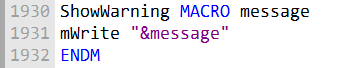 1930 ShowWarning MACRO message
1931 mWrite "&message"
1932 ENDM